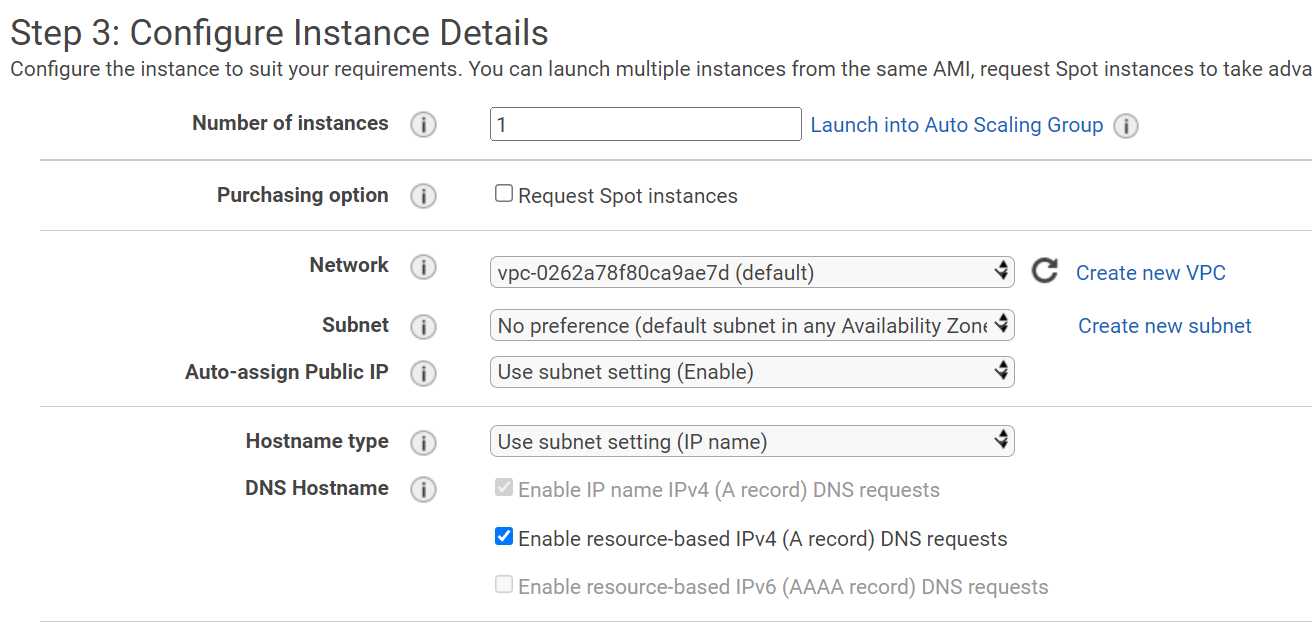 Step 3: Configure Instance Details
Configure the instance to suit your requirements. You can launch multiple instances from the same AMI, request Spot instances to take adva
Number of instances i 1 Launch into Auto Scaling Group i
Purchasing option i Request Spot instances
Network i vpc-0262a78f80ca9ae7d (default) Create new VPC
Subnet i No preference (default subnet in any Availability Zone Create new subnet
Auto-assign Public IP i Use subnet setting (Enable)
Hostname type i Use subnet setting (IP name)
DNS Hostname i Enable IP name IPv4 (A record) DNS requests
Enable resource-based IPv4 (A record) DNS requests
Enable resource-based IPv6 (AAAA record) DNS requests